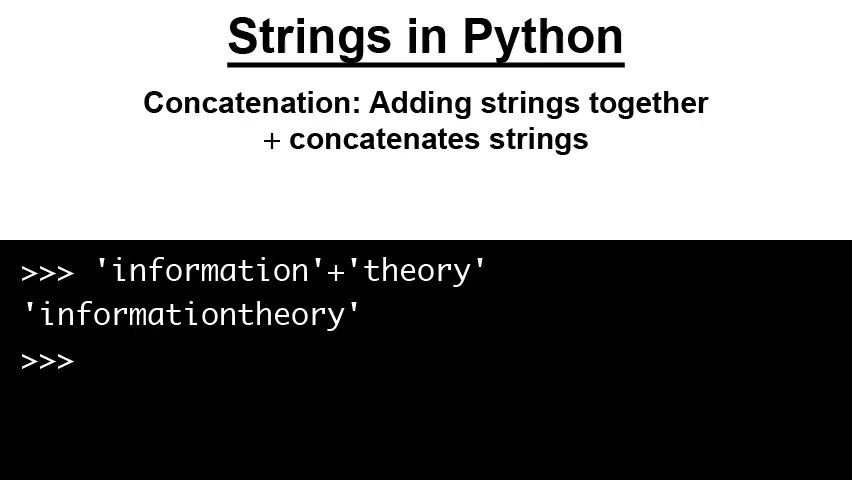 Strings in Python
Concatenation: Adding strings together
+ concatenates strings
>>> 'information'+'theory'
'informationtheory'
>>>